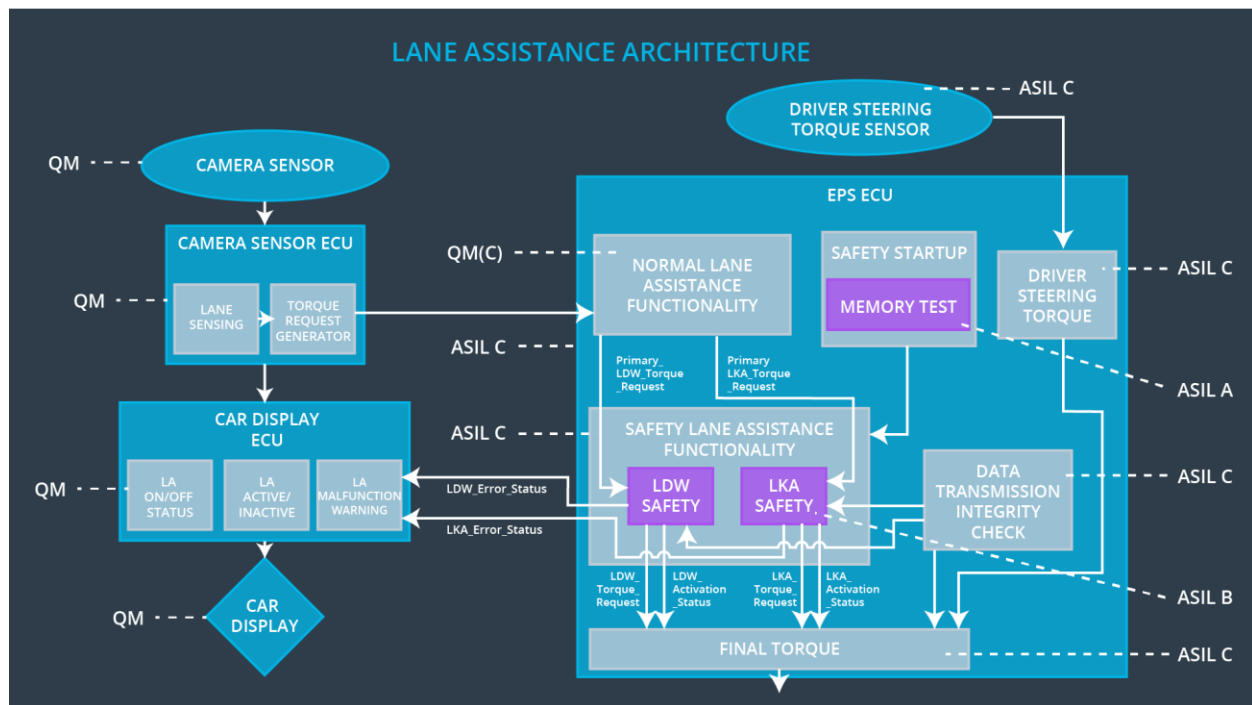 LANE ASSISTANCE ARCHITECTURE
ASIL C
DRIVER STEERING
TORQUE SENSOR
QM
CAMERA SENSOR
EPS ECU
CAMERA SENSOR ECU
QM(C)
NORMAL LANE
ASSISTANCE
FUNCTIONALITY
SAFETY STARTUP
MEMORY TEST
DRIVER
STEERING
TORQUE
ASIL C
QM
LANE
SENSING
TORQUE
REQUEST
GENERATOR
ASIL C
Primary_
LDW_Torque
_Request
Primary
LKA_Torque
_Request
ASIL A
CAR DISPLAY
ECU
ASIL C
SAFETY LANE ASSISTANCE
FUNCTIONALITY
QM
LA
ON/OFF
STATUS
LA
ACTIVE/
INACTIVE
LA
MALFUNCTION
WARNING
LDW_Error_Status
LKA_Error_Status
LDW
SAFETY
LKA
SAFETY
DATA
TRANSMISSION
INTEGRITY
CHECK
ASIL C
LDW_
Torque_
Request
LDW_
Activation
_Status
LKA_
Torque_
Request
LKA_
Activation
_Status
ASIL B
QM
CAR
DISPLAY
FINAL TORQUE
ASIL C